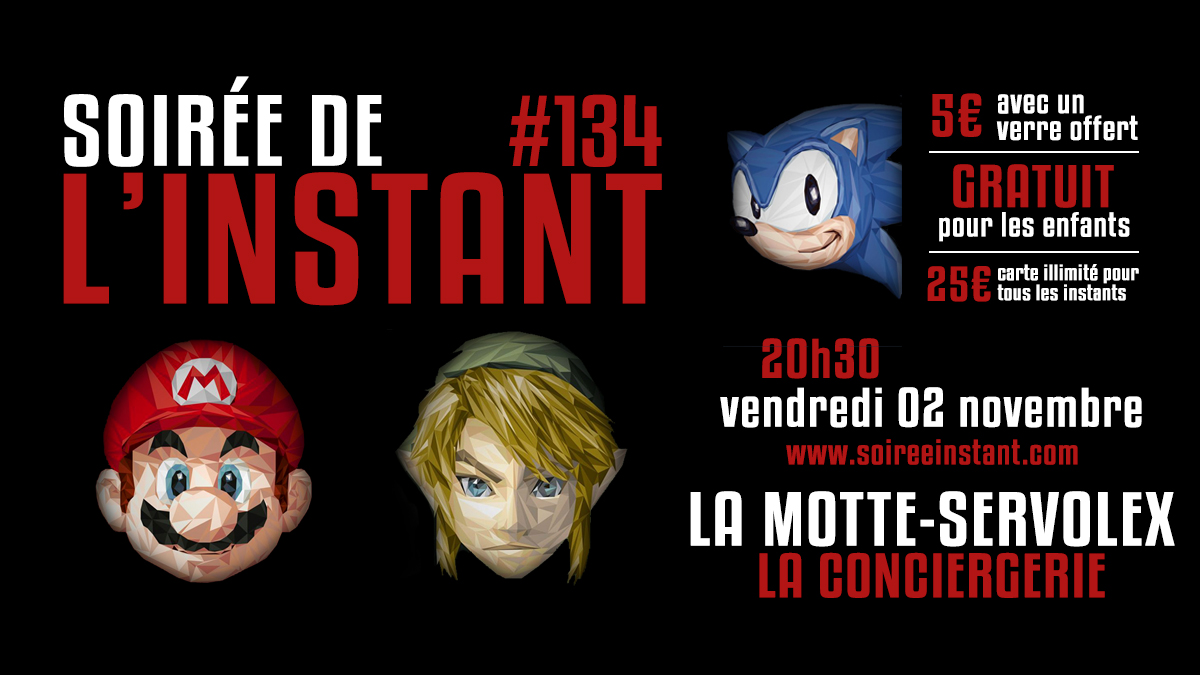 SOIRÉE DE #134
L'INSTANT
5€ avec un
verre offert
GRATUIT
pour les enfants
25€ carte illimité pour
tous les instants
M
20h30
vendredi 02 novembre
www.soireeinstant.com
LA MOTTE-SERVOLEX
LA CONCIERGERIE